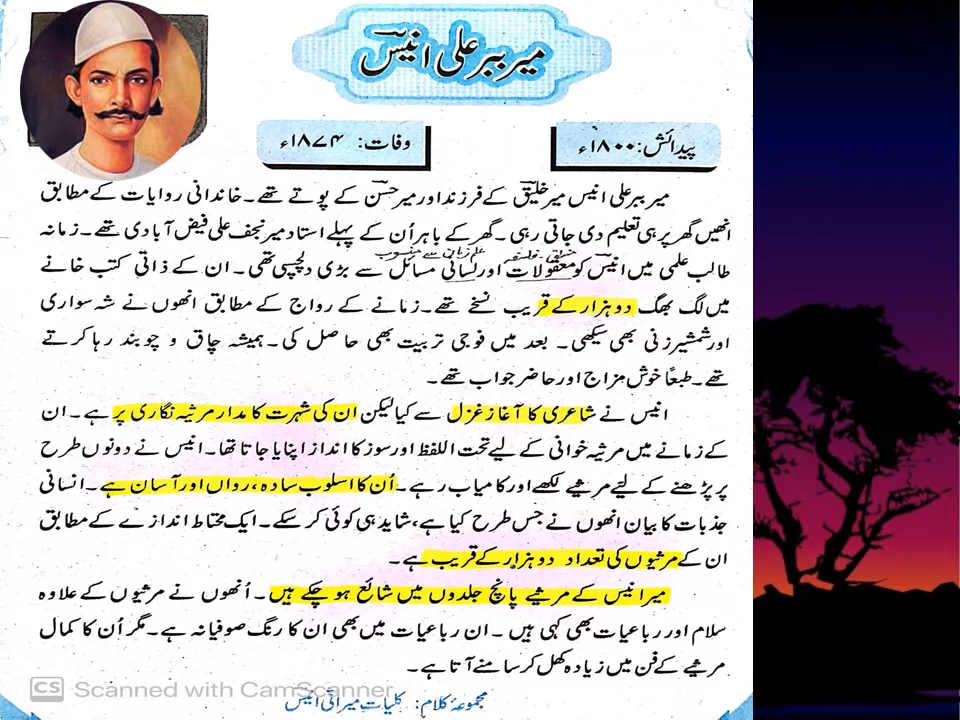 میر ببر علی انیسؔ
پیدائش: ۱۸۰۰ء
وفات: ۱۸۷۴ء
میر ببر علی انیس میر خلیقؔ کے فرزند اور میر حسنؔ کے پوتے تھے۔ خاندانی روایات کے مطابق
انھیں گھر پر ہی تعلیم دی جاتی رہی۔ گھر کے باہر اُن کے پہلے استاد میر نجف علی فیض آبادی تھے۔ زمانہ
طالب علمی میں انیسؔ کو معقولات اور لسانی مسائل سے بڑی دلچسپی تھی۔ ان کے ذاتی کتب خانے
میں لگ بھگ دو ہزار کے قریب نسخے تھے۔ زمانے کے رواج کے مطابق انھوں نے شہ سواری
اور شمشیر زنی بھی سیکھی۔ بعد میں فوجی تربیت بھی حاصل کی۔ ہمیشہ چاق و چوبند رہا کرتے
تھے۔ طبعاً خوش مزاج اور حاضر جواب تھے۔
انیس نے شاعری کا آغاز غزل سے کیا لیکن ان کی شہرت کا مدار مرثیہ نگاری پر ہے۔ ان
کے زمانے میں مرثیہ خوانی کے لیے تحت اللفظ اور سوز کا انداز اپنایا جاتا تھا۔ انیس نے دونوں طرح
پر پڑھنے کے لیے مرثیے لکھے اور کامیاب رہے۔ اُن کا اسلوب سادہ، رواں اور آسان ہے۔ انسانی
جذبات کا بیان انھوں نے جس طرح کیا ہے، شاید ہی کوئی کر سکے۔ ایک محتاط اندازے کے مطابق
ان کے مرثیوں کی تعداد دو ہزار کے قریب ہے۔
میر انیس کے مرثیے پانچ جلدوں میں شائع ہو چکے ہیں۔ اُنھوں نے مرثیوں کے علاوہ
سلام اور رباعیات بھی کہی ہیں۔ ان رباعیات میں بھی ان کا رنگ صوفیانہ ہے۔ مگر اُن کا کمال
مرثیے کے فن میں زیادہ کھل کر سامنے آتا ہے۔
CS Scanned with CamScanner
مجموعۂ کلام: کلیات میر انیس